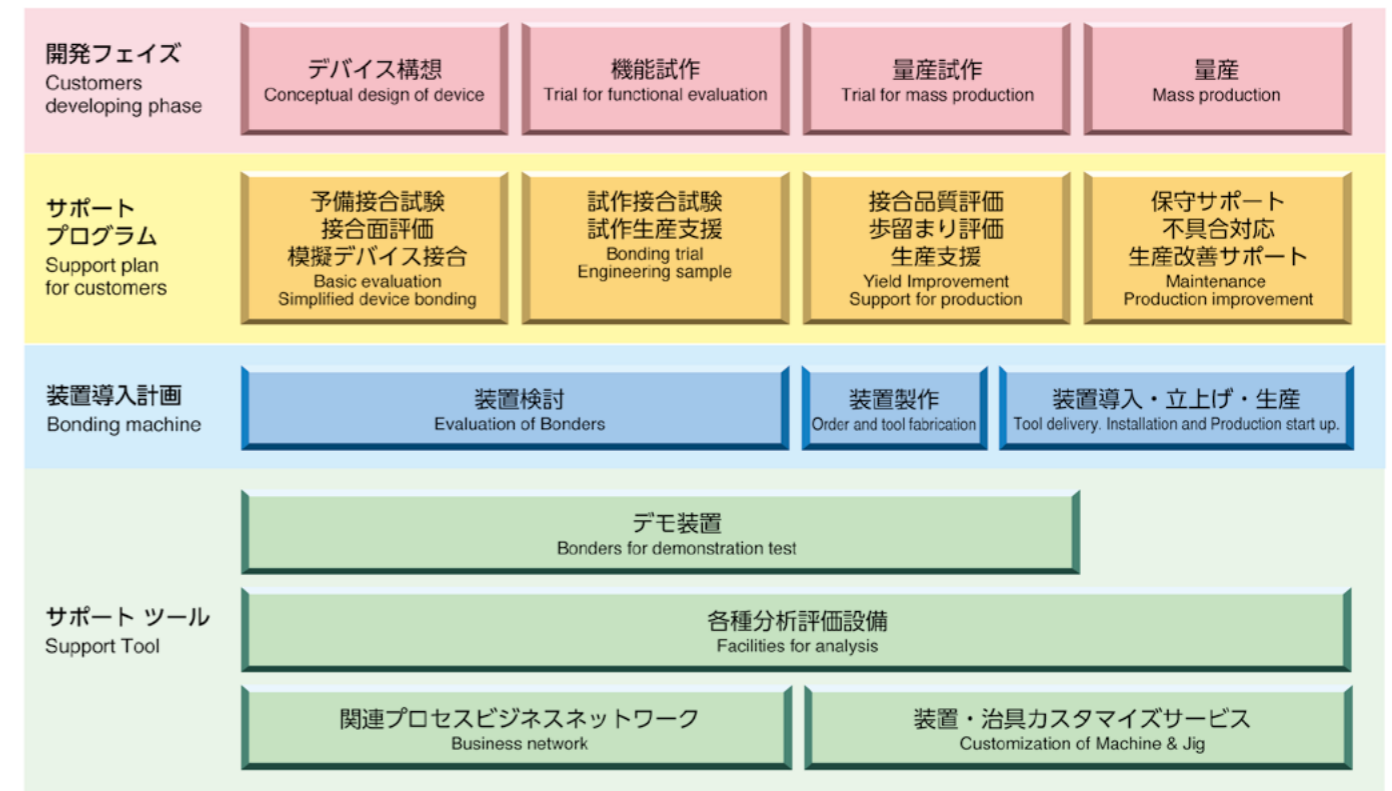 開発フェイズ
Customers
developing phase
デバイス構想
Conceptual design of device
機能試作
Trial for functional evaluation
量産試作
Trial for mass production
量産
Mass production
サポート
プログラム
Support plan
for customers
予備接合試験
接合面評価
模擬デバイス接合
Basic evaluation
Simplified device bonding
試作接合試験
試作生産支援
Bonding trial
Engineering sample
接合品質評価
歩留まり評価
生産支援
Yield Improvement
Support for production
保守サポート
不具合対応
生産改善サポート
Maintenance
Production improvement
装置導入計画
Bonding machine
装置検討
Evaluation of Bonders
装置製作
Order and tool fabrication
装置導入・立上げ・生産
Tool delivery. Installation and Production start up.
サポート ツール
Support Tool
デモ装置
Bonders for demonstration test
各種分析評価設備
Facilities for analysis
関連プロセスビジネスネットワーク
Business network
装置・治具カスタマイズサービス
Customization of Machine & Jig